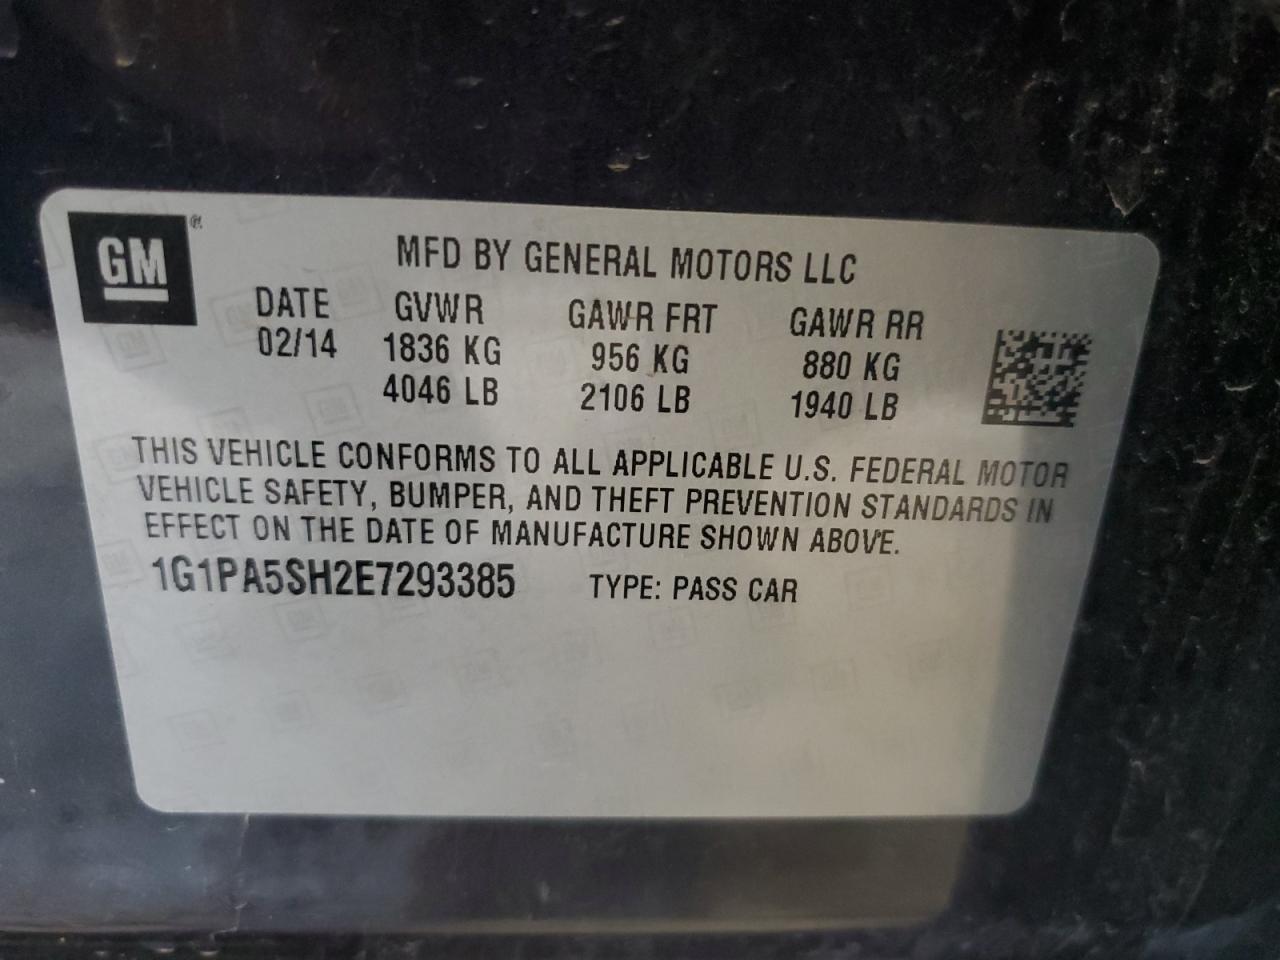 GM ®
MFD BY GENERAL MOTORS LLC
DATE GVWR GAWR FRT GAWR RR
02/14 1836 KG 956 KG 880 KG
4046 LB 2106 LB 1940 LB
THIS VEHICLE CONFORMS TO ALL APPLICABLE U.S. FEDERAL MOTOR
VEHICLE SAFETY, BUMPER, AND THEFT PREVENTION STANDARDS IN
EFFECT ON THE DATE OF MANUFACTURE SHOWN ABOVE.
1G1PA5SH2E7293385 TYPE: PASS CAR